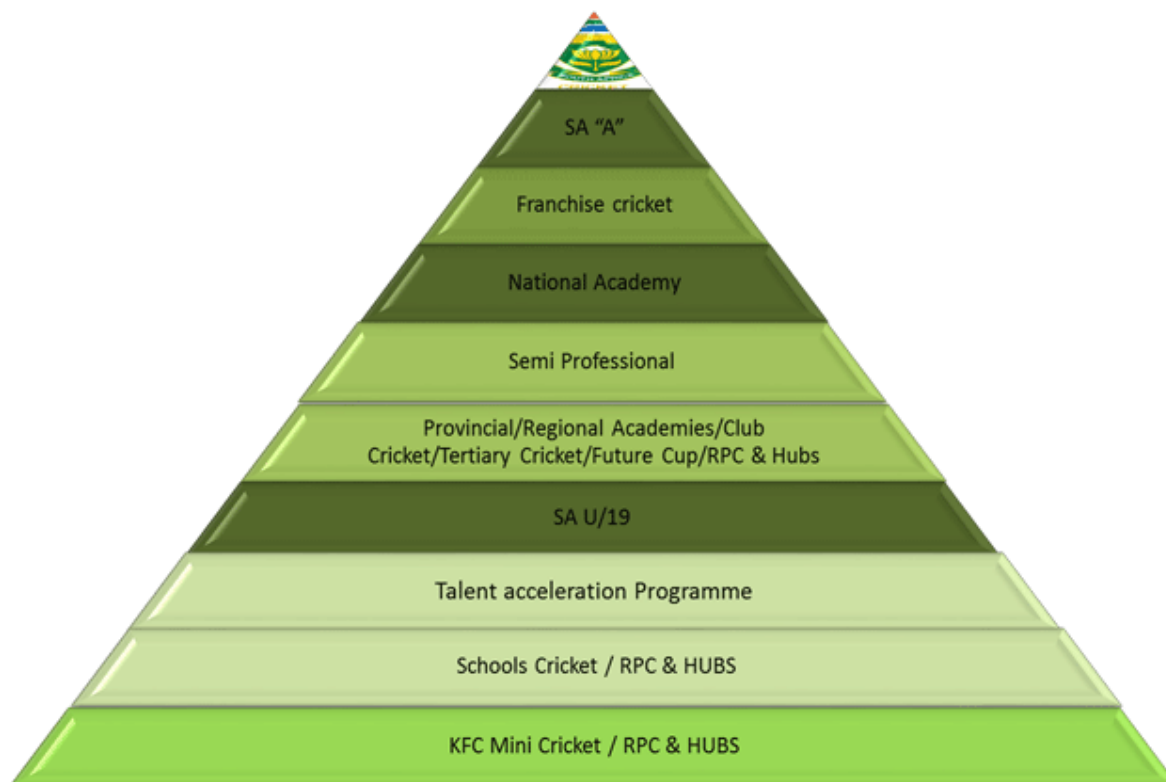 SA “A”
Franchise cricket
National Academy
Semi Professional
Provincial/Regional Academies/Club
Cricket/Tertiary Cricket/Future Cup/RPC & Hubs
SA U/19
Talent acceleration Programme
Schools Cricket / RPC & HUBS
KFC Mini Cricket / RPC & HUBS